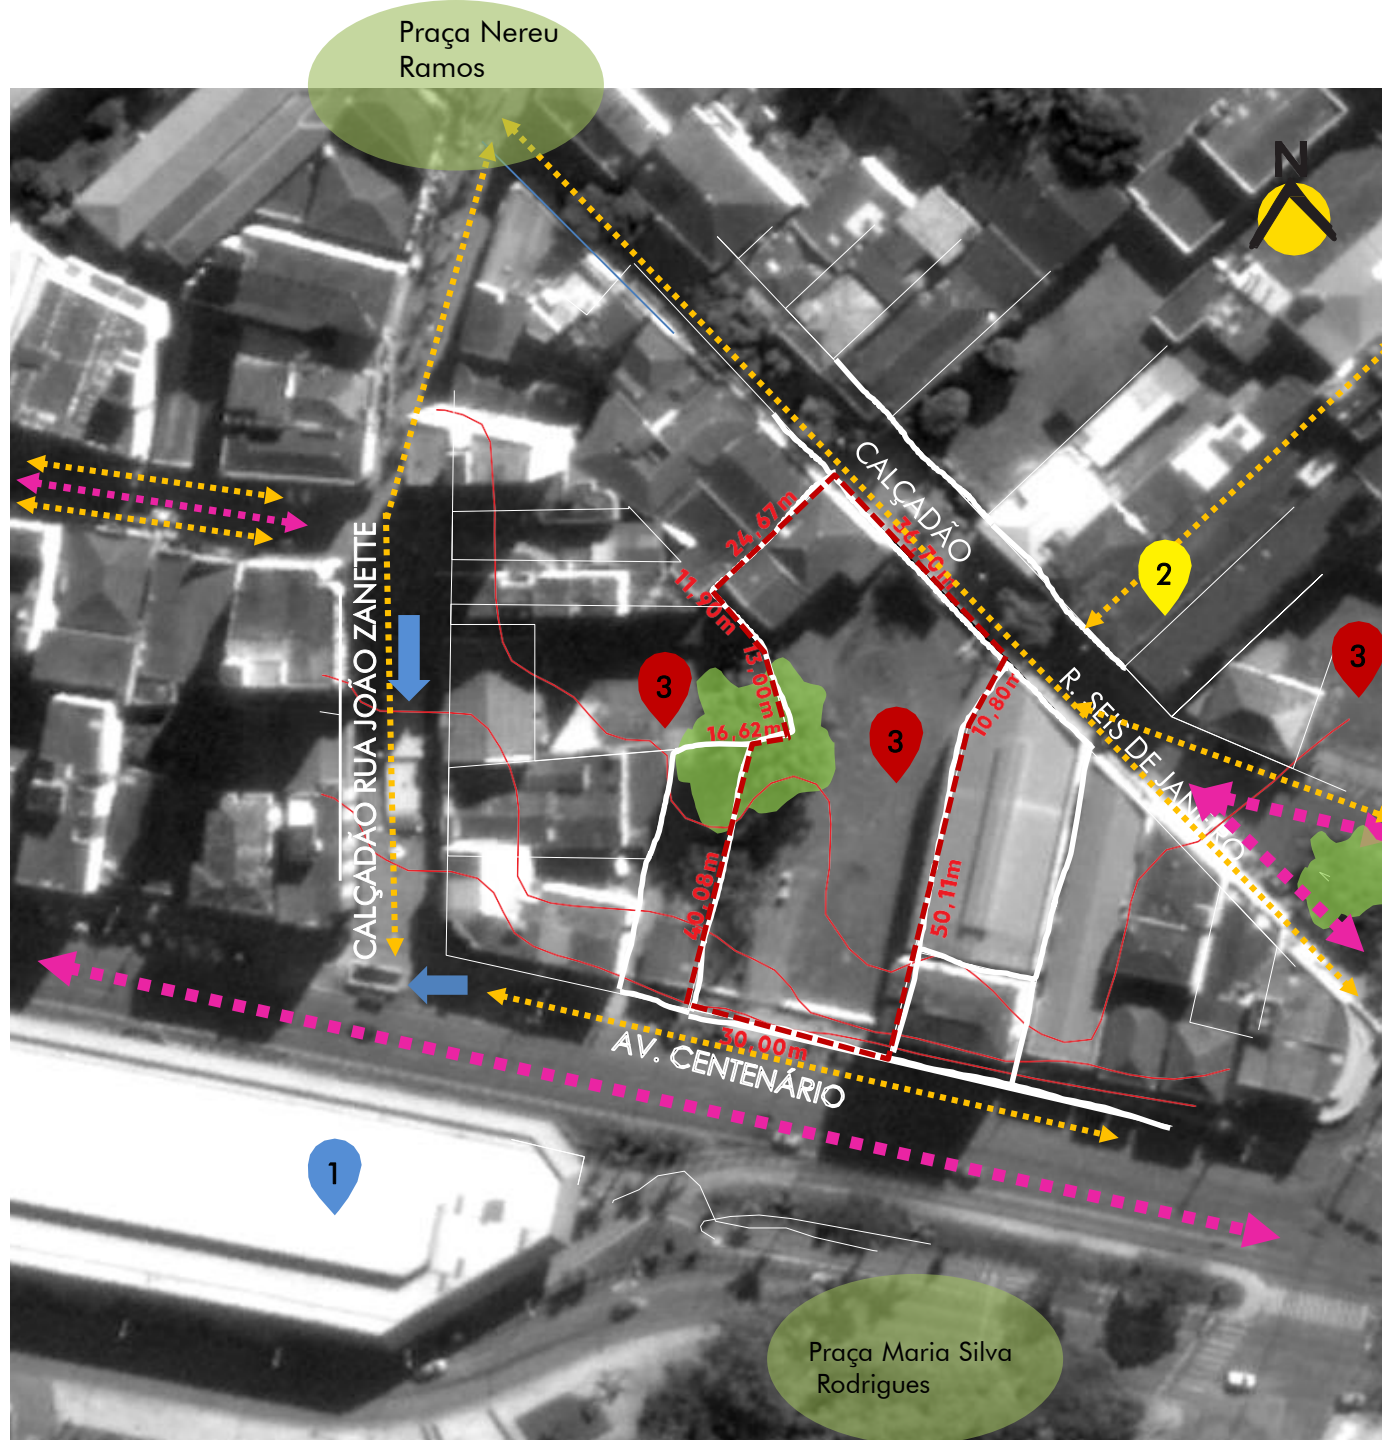 Praça Nereu
Ramos
N
CALÇADÃO
24,67m
11,90m
13,00m
16,62m
10,80m
2
3
3
3
R. SEIS DE JANEIRO
CALÇADÃO RUA JOÃO ZANETTE
40,08m
50,11m
30,00m
AV. CENTENÁRIO
1
Praça Maria Silva
Rodrigues